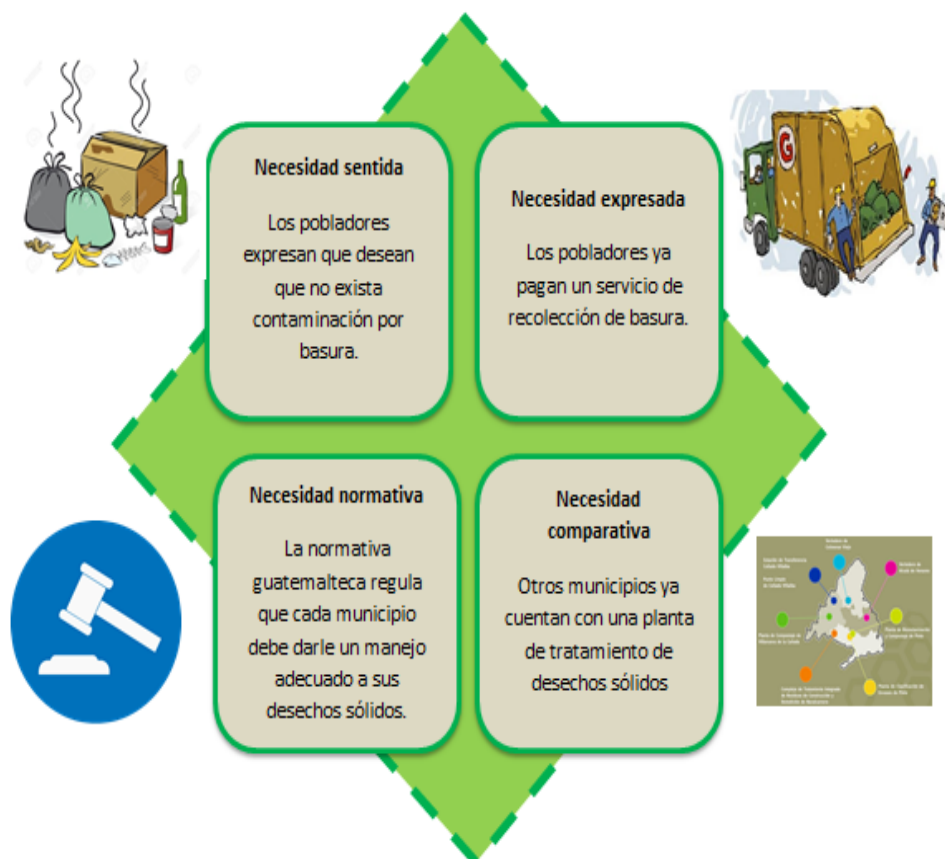 Necesidad sentida
Los pobladores
expresan que desean
que no exista
contaminación por
basura.
Necesidad expresada
Los pobladores ya
pagan un servicio de
recolección de basura.
G
Necesidad normativa
La normativa
guatemalteca regula
que cada municipio
debe darle un manejo
adecuado a sus
desechos sólidos.
Necesidad
comparativa
Otros municipios ya
cuentan con una planta
de tratamiento de
desechos sólidos